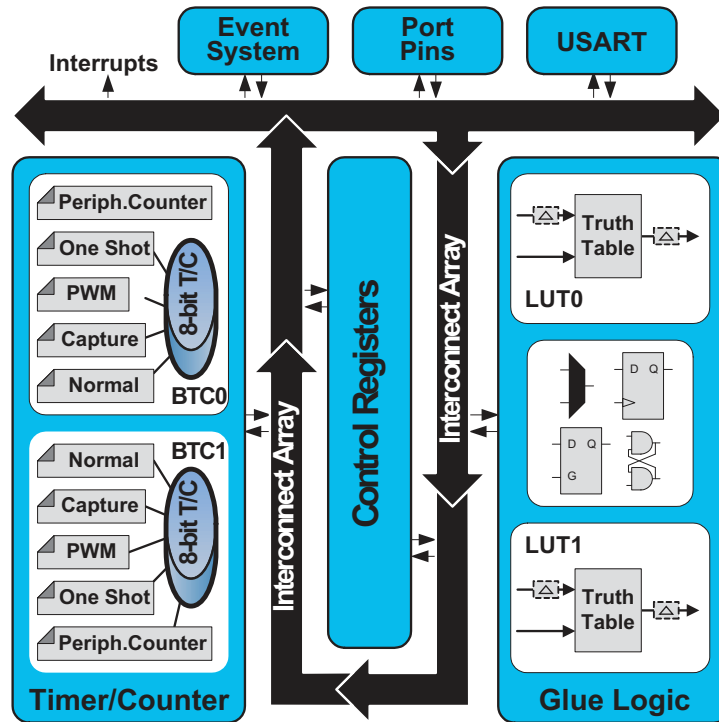 Event
System
Port
Pins
USART
Interrupts
Periph.Counter
One Shot
PWM
Capture
Normal
8-bit T/C
BTC0
BTC1
Normal
Capture
PWM
One Shot
Periph.Counter
8-bit T/C
Timer/Counter
Interconnect Array
Control Registers
Interconnect Array
Truth
Table
LUT0
D Q
D Q
G
LUT1
Truth
Table
Glue Logic